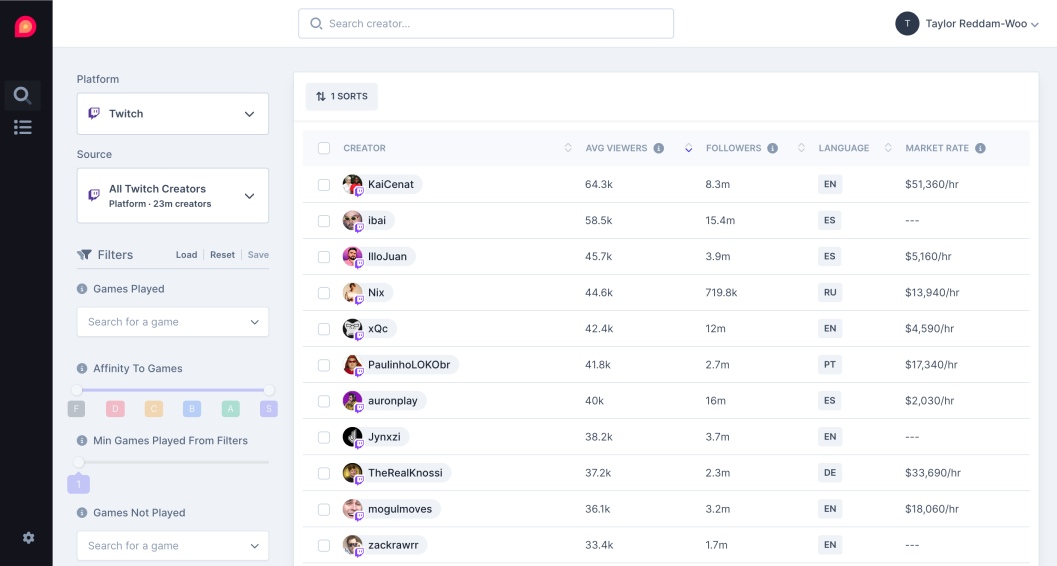 Search creator...
T Taylor Reddam-Woo
Platform
Twitch
Source
All Twitch Creators
Platform · 23m creators
Filters Load Reset Save
Games Played
Search for a game
Affinity To Games
F D C B A S
Min Games Played From Filters
1
Games Not Played
Search for a game
1 SORTS
CREATOR AVG VIEWERS FOLLOWERS LANGUAGE MARKET RATE
KaiCenat 64.3k 8.3m EN $51,360/hr
ibai 58.5k 15.4m ES ---
IlloJuan 45.7k 3.9m ES $5,160/hr
Nix 44.6k 719.8k RU $13,940/hr
xQc 42.4k 12m EN $4,590/hr
PaulinhoLOKObr 41.8k 2.7m PT $17,340/hr
auronplay 40k 16m ES $2,030/hr
Jynxzi 38.2k 3.7m EN ---
TheRealKnossi 37.2k 2.3m DE $33,690/hr
mogulmoves 36.1k 3.2m EN $18,060/hr
zackrawrr 33.4k 1.7m EN ---